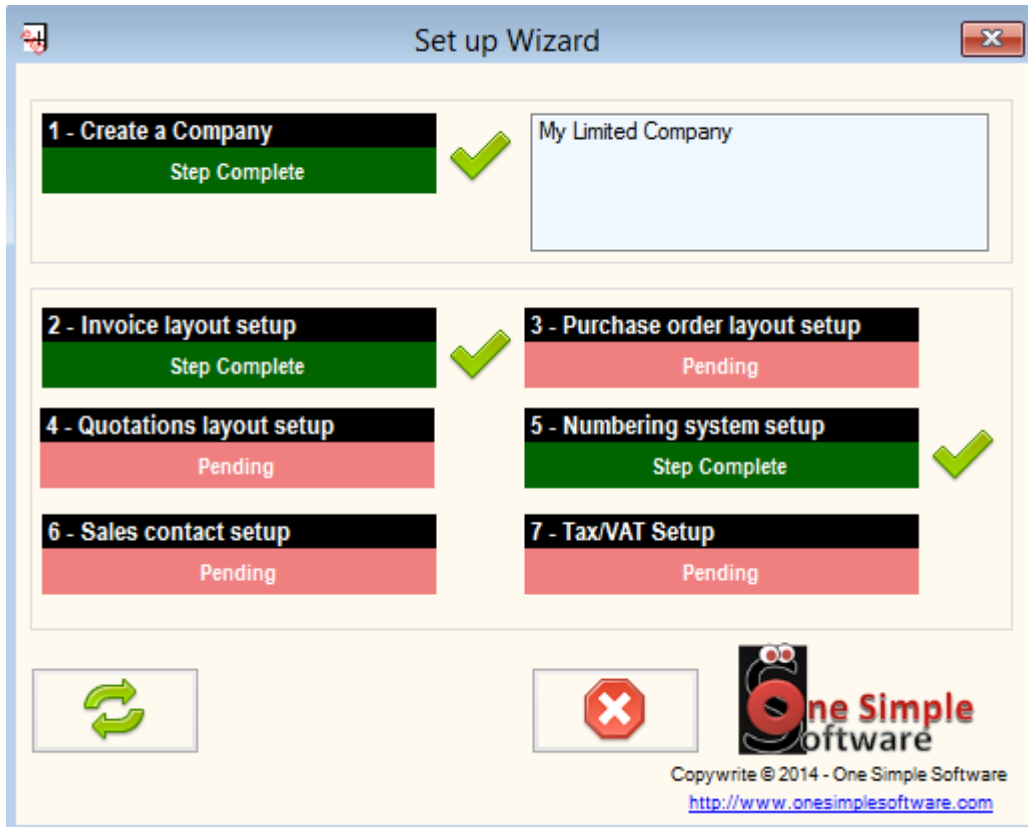 Set up Wizard
1 - Create a Company
Step Complete
My Limited Company
2 - Invoice layout setup
Step Complete
3 - Purchase order layout setup
Pending
4 - Quotations layout setup
Pending
5 - Numbering system setup
Step Complete
6 - Sales contact setup
Pending
7 - Tax/VAT Setup
Pending
One Simple
Software
Copywrite © 2014 - One Simple Software
http://www.onesimplesoftware.com